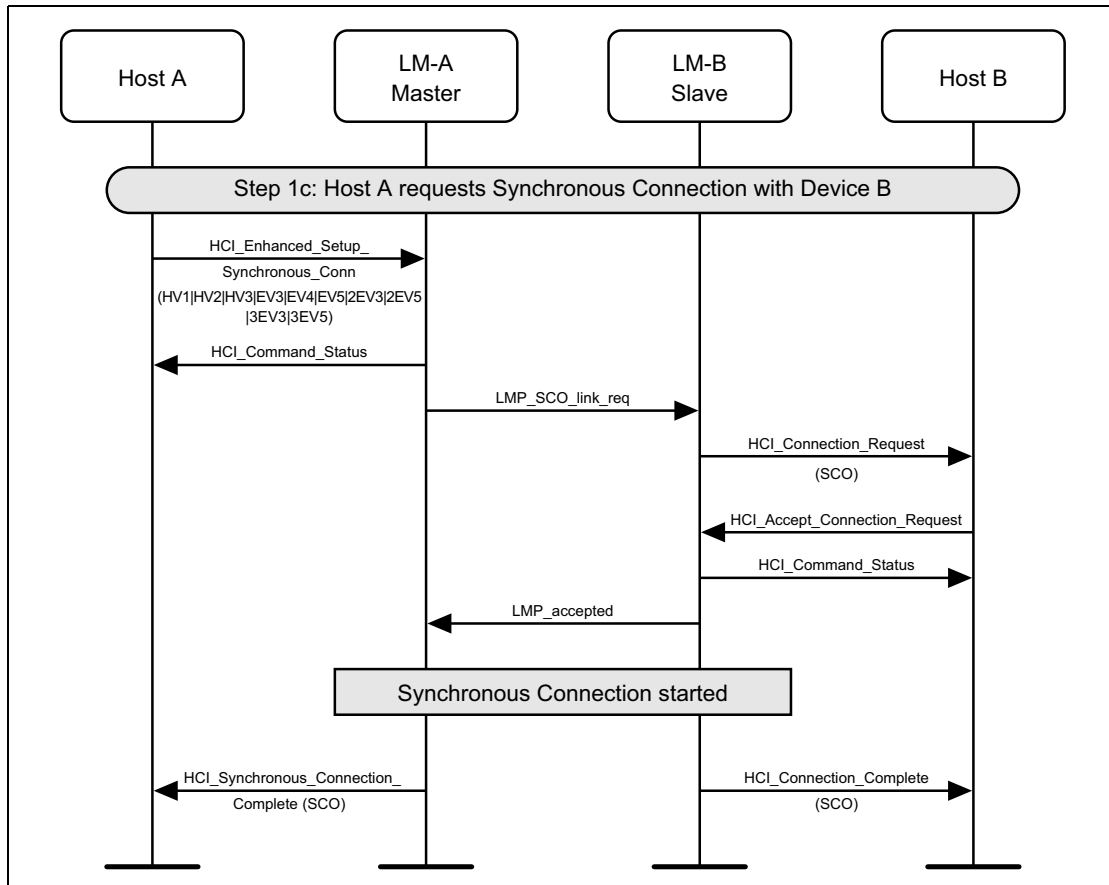 Host A
LM-A
Master
LM-B
Slave
Host B
Step 1c: Host A requests Synchronous Connection with Device B
HCI_Enhanced_Setup_
Synchronous_Conn
(HV1|HV2|HV3|EV3|EV4|EV5|2EV3|2EV5
|3EV3|3EV5)
HCI_Command_Status
LMP_SCO_link_req
HCI_Connection_Request
(SCO)
HCI_Accept_Connection_Request
HCI_Command_Status
LMP_accepted
Synchronous Connection started
HCI_Synchronous_Connection_
Complete (SCO)
HCI_Connection_Complete
(SCO)